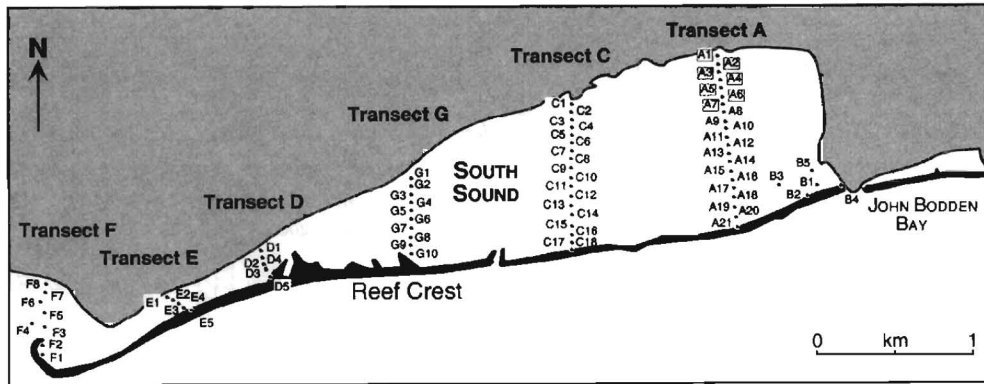 N
Transect A
Transect C
Transect G
Transect D
Transect F
Transect E
SOUTH
SOUND
JOHN BODDEN
BAY
Reef Crest
A1
A2
A3
A4
A5
A6
A7
A8
A9
A10
A11
A12
A13
A14
A15
A16
A17
A18
A19
A20
A21
B5
B3
B1
B2
B4
C1
C2
C3
C4
C5
C6
C7
C8
C9
C10
C11
C12
C13
C14
C15
C16
C17
C18
G1
G2
G3
G4
G5
G6
G7
G8
G9
G10
D1
D2
D4
D3
D5
E1
E2
E4
E3
E5
F8
F7
F6
F5
F4
F3
F2
F1
0 km 1